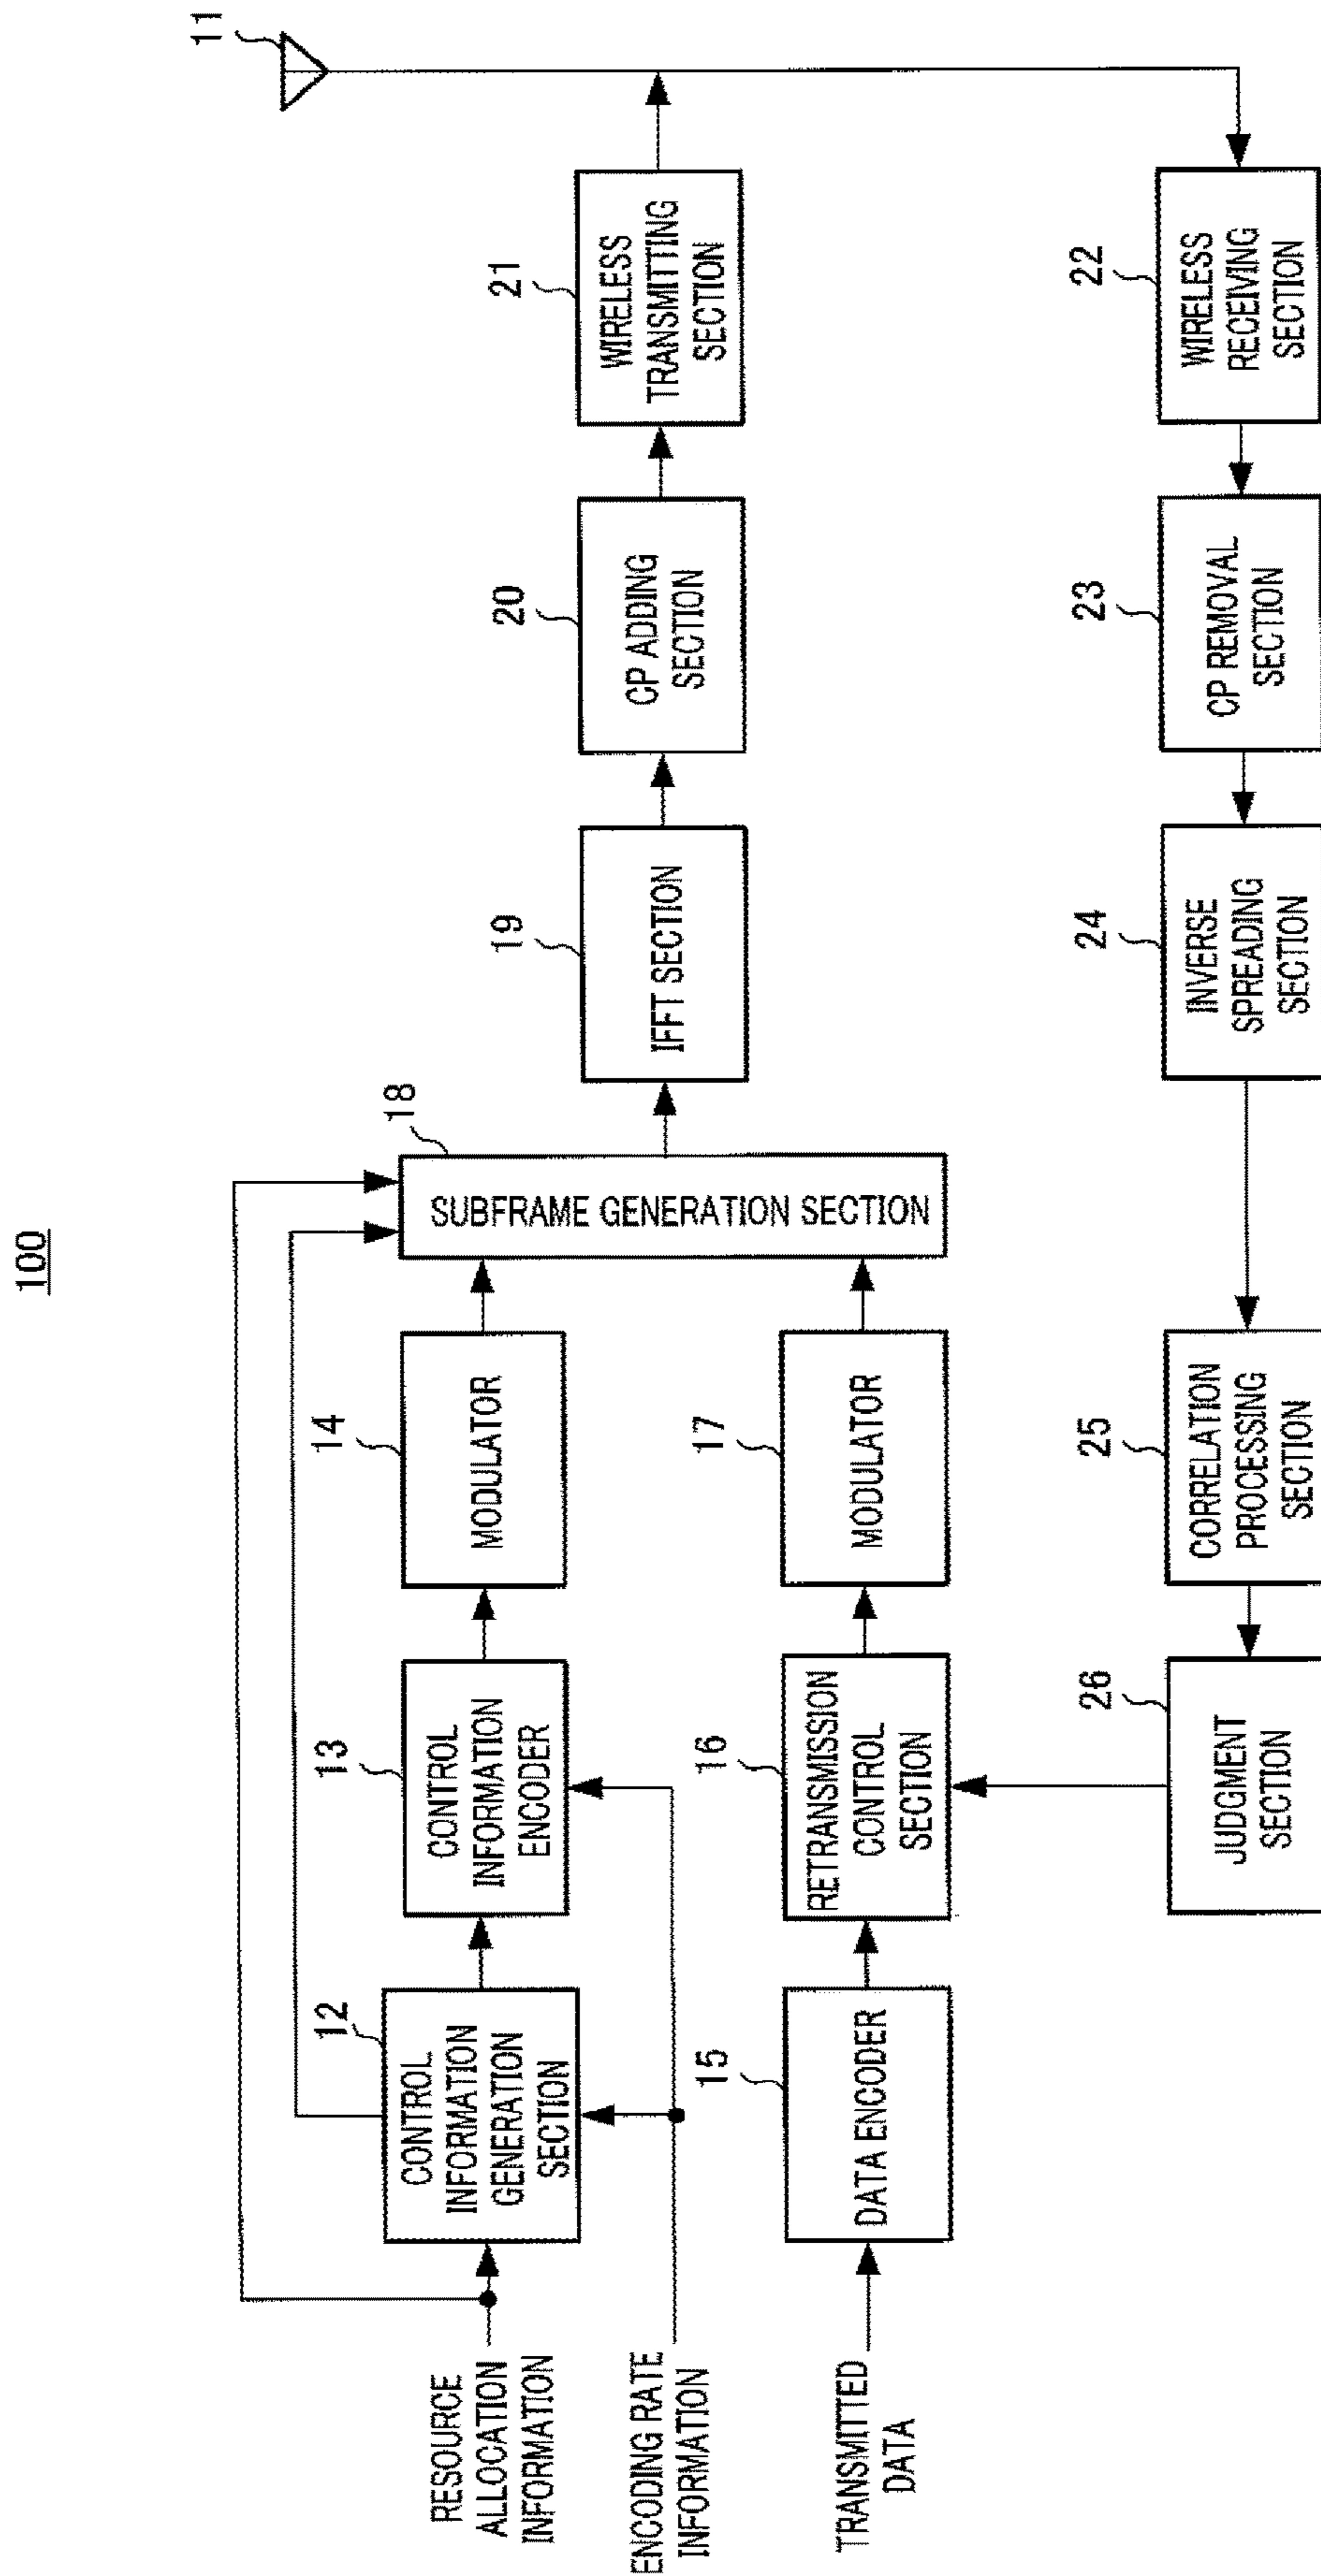 100
11
RESOURCE
ALLOCATION
INFORMATION
12
CONTROL
INFORMATION
GENERATION
SECTION
13
CONTROL
INFORMATION
ENCODER
14
MODULATOR
18
SUBFRAME GENERATION SECTION
19
IFFT SECTION
20
CP ADDING
SECTION
21
WIRELESS
TRANSMITTING
SECTION
ENCODING RATE
INFORMATION
TRANSMITTED
DATA
15
DATA ENCODER
16
RETRANSMISSION
CONTROL
SECTION
17
MODULATOR
26
JUDGMENT
SECTION
25
CORRELATION
PROCESSING
SECTION
24
INVERSE
SPREADING
SECTION
23
CP REMOVAL
SECTION
22
WIRELESS
RECEIVING
SECTION